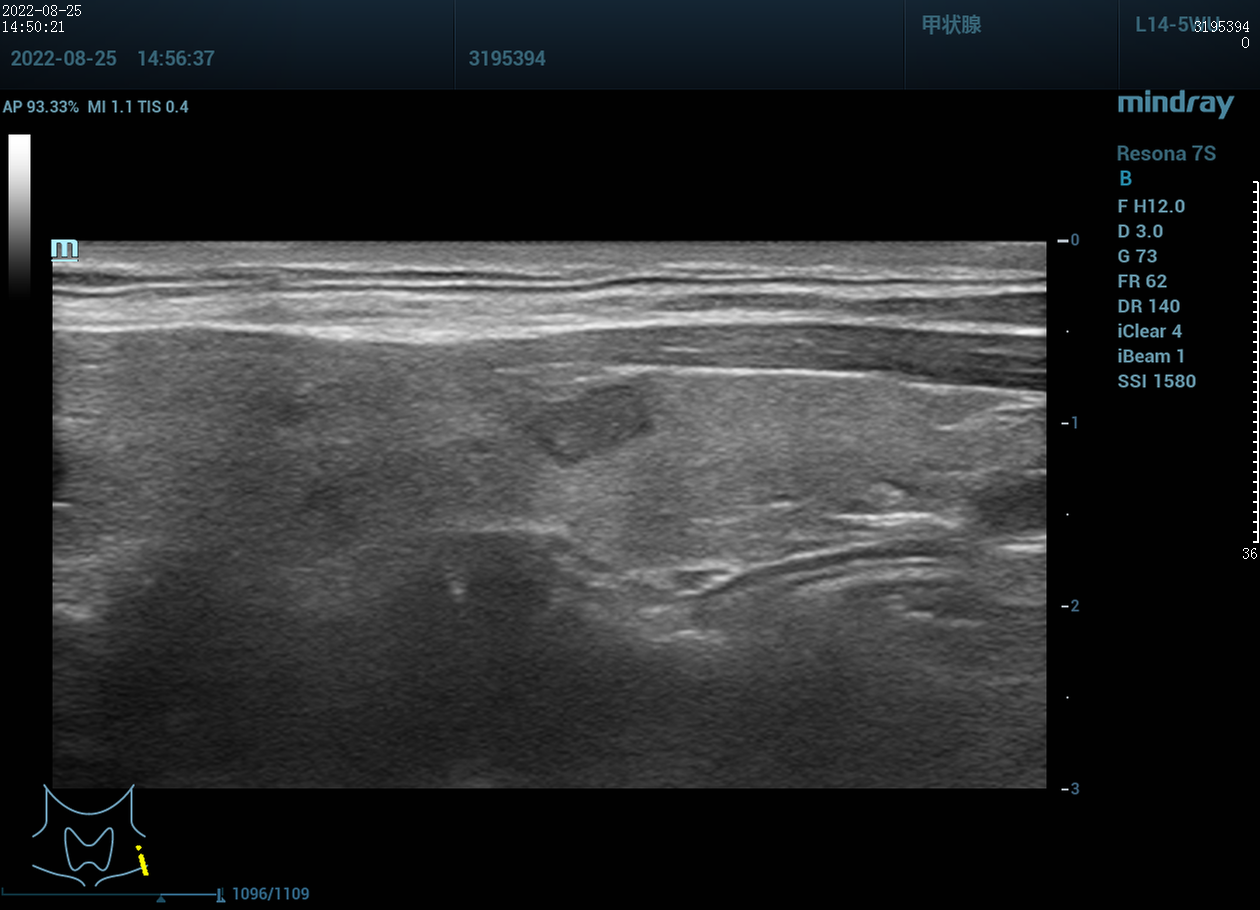 2022-08-25
14:50:21
甲状腺
3195394
0
2022-08-25 14:56:37
3195394
AP 93.33% MI 1.1 TIS 0.4
mindray
Resona 7S
B
F H12.0
D 3.0
G 73
FR 62
DR 140
iClear 4
iBeam 1
SSI 1580
m
0
1
2
3
36
1096/1109